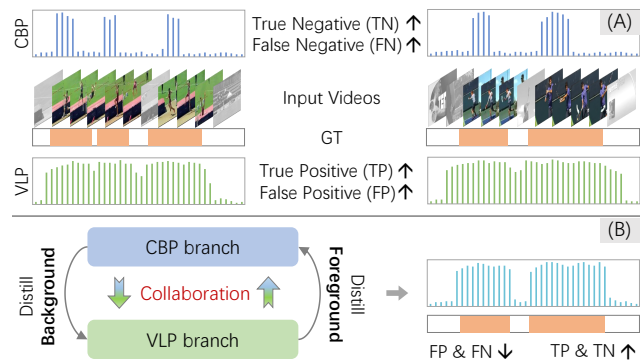 CBP
True Negative (TN) ↑
False Negative (FN) ↑
(A)
Input Videos
GT
VLP
True Positive (TP) ↑
False Positive (FP) ↑
(B)
CBP branch
Distill
Background
Collaboration
Foreground
Distill
VLP branch
FP & FN ↓ TP & TN ↑